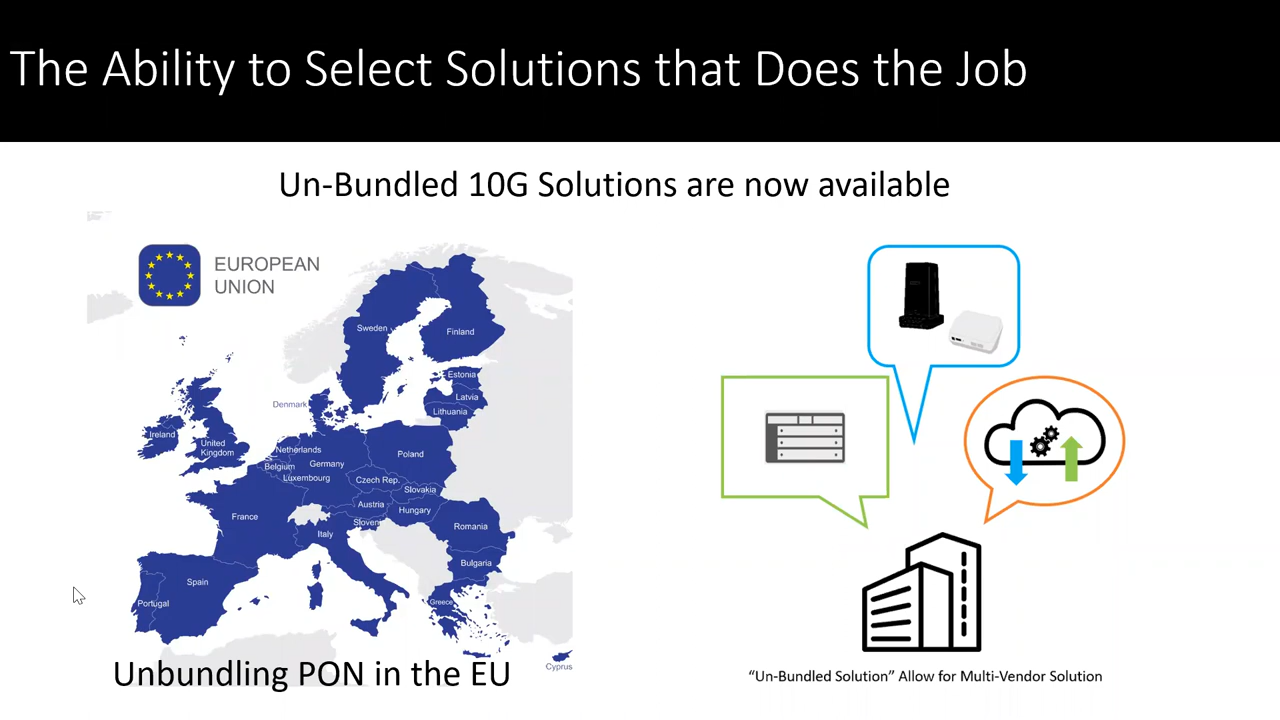 The Ability to Select Solutions that Does the Job
Un-Bundled 10G Solutions are now available
EUROPEAN
UNION
Sweden
Finland
Estonia
Latvia
Lithuania
Denmark
Ireland
United
Kingdom
Netherlands
Belgium
Germany
Luxembourg
Poland
Czech Rep.
Slovakia
Austria
Hungary
Sloven
France
Italy
Romania
Bulgaria
Spain
Portugal
Greece
Cyprus
Unbundling PON in the EU
“Un-Bundled Solution” Allow for Multi-Vendor Solution